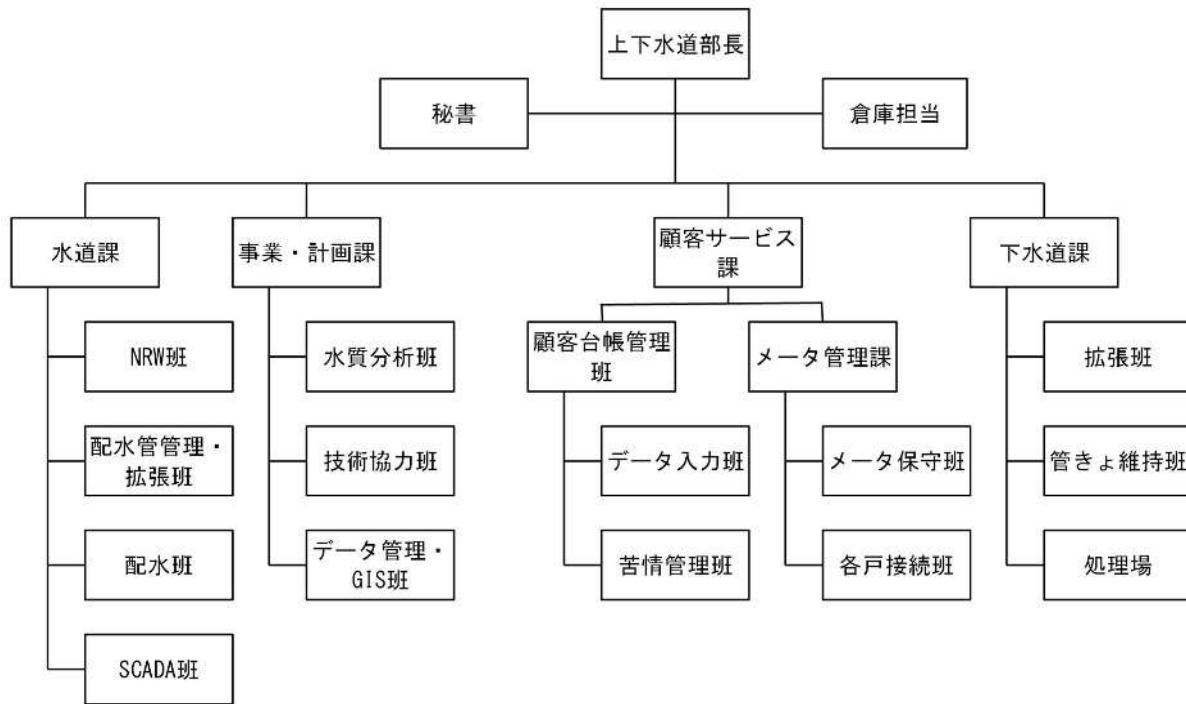 上下水道部長
秘書
倉庫担当
水道課
事業・計画課
顧客サービス
課
下水道課
NRW班
水質分析班
顧客台帳管理
班
メータ管理課
拡張班
配水管管理・
拡張班
技術協力班
データ入力班
メータ保守班
管きょ維持班
配水班
データ管理・
GIS班
苦情管理班
各戸接続班
処理場
SCADA班